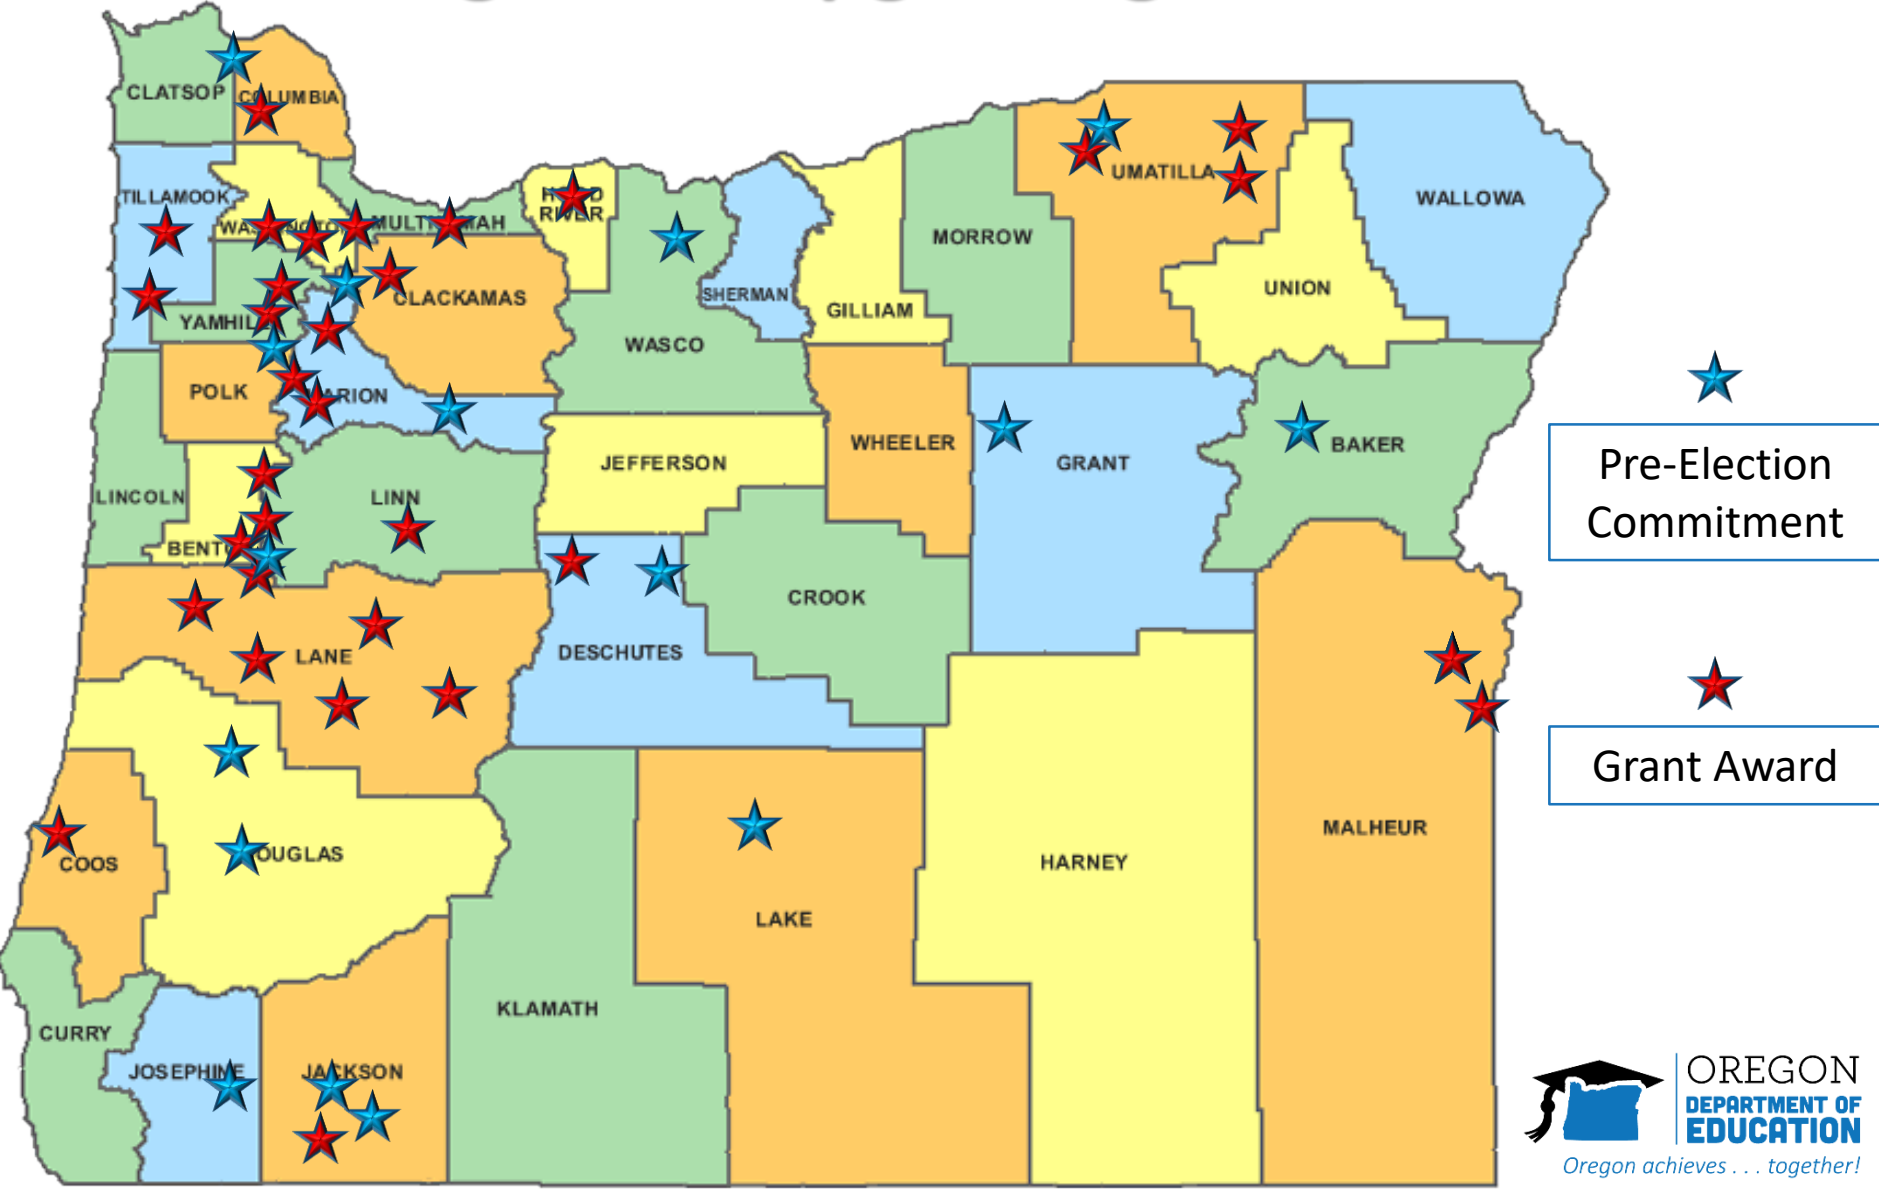 CLATSOP
COLUMBIA
TILLAMOOK
HOOD
RIVER
WALLOWA
UMATILLA
MORROW
CLACKAMAS
SHERMAN
GILLIAM
UNION
YAMHILL
WASCO
POLK
MARION
WHEELER
GRANT
BAKER
JEFFERSON
LINCOLN
LINN
CROOK
LANE
DESCHUTES
COOS
DOUGLAS
HARNEY
MALHEUR
LAKE
KLAMATH
CURRY
JOSEPHINE
JACKSON
Pre-Election
Commitment
Grant Award
OREGON
DEPARTMENT OF
EDUCATION
Oregon achieves . . . together!